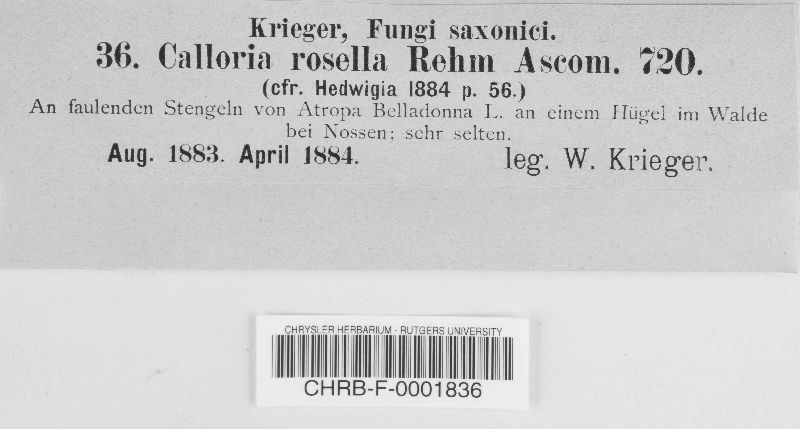 Krieger, Fungi saxonici.
36. Calloria rosella Rehm Ascom. 720.
(cfr. Hedwigia 1884 p. 56.)
An faulenden Stengeln von Atropa Belladonna L. an einem Hügel im Walde
bei Nossen; sehr selten.
Aug. 1883. April 1884. leg. W. Krieger.
CHRYSLER HERBARIUM - RUTGERS UNIVERSITY
CHRB-F-0001836